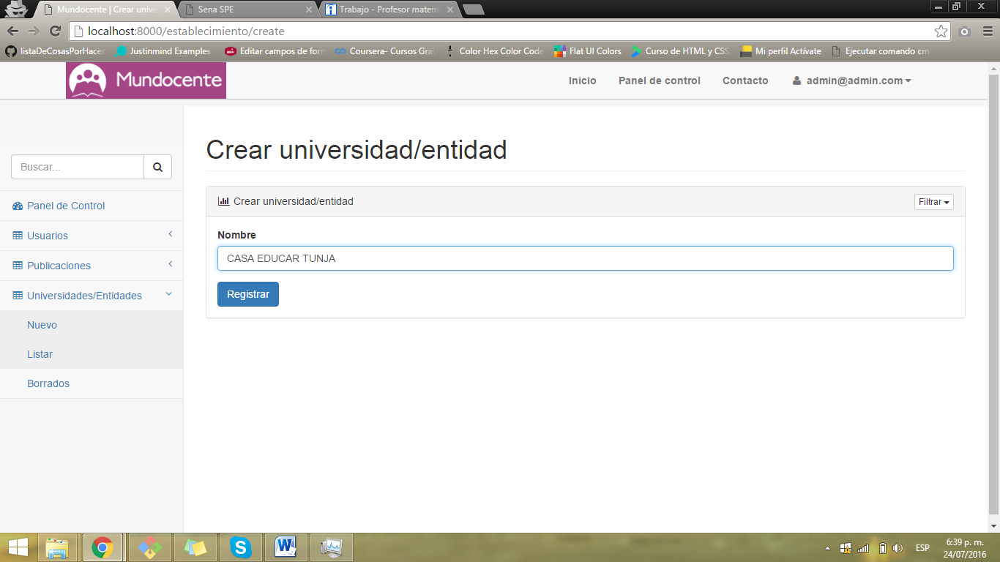 Mundocente | Crear unive
Sena SPE
Trabajo - Profesor matem
localhost:8000/establecimiento/create
listaDeCosasPorHacer
Justinmind Examples
Editar campos de form
Coursera- Cursos Grat
Color Hex Color Code
Flat UI Colors
Curso de HTML y CSS
Mi perfil Actívate
Ejecutar comando cm
Mundocente
Inicio
Panel de control
Contacto
admin@admin.com
Buscar...
Panel de Control
Usuarios
Publicaciones
Universidades/Entidades
Nuevo
Listar
Borrados
Crear universidad/entidad
Crear universidad/entidad
Filtrar
Nombre
CASA EDUCAR TUNJA
Registrar
ESP
6:39 p. m.
24/07/2016